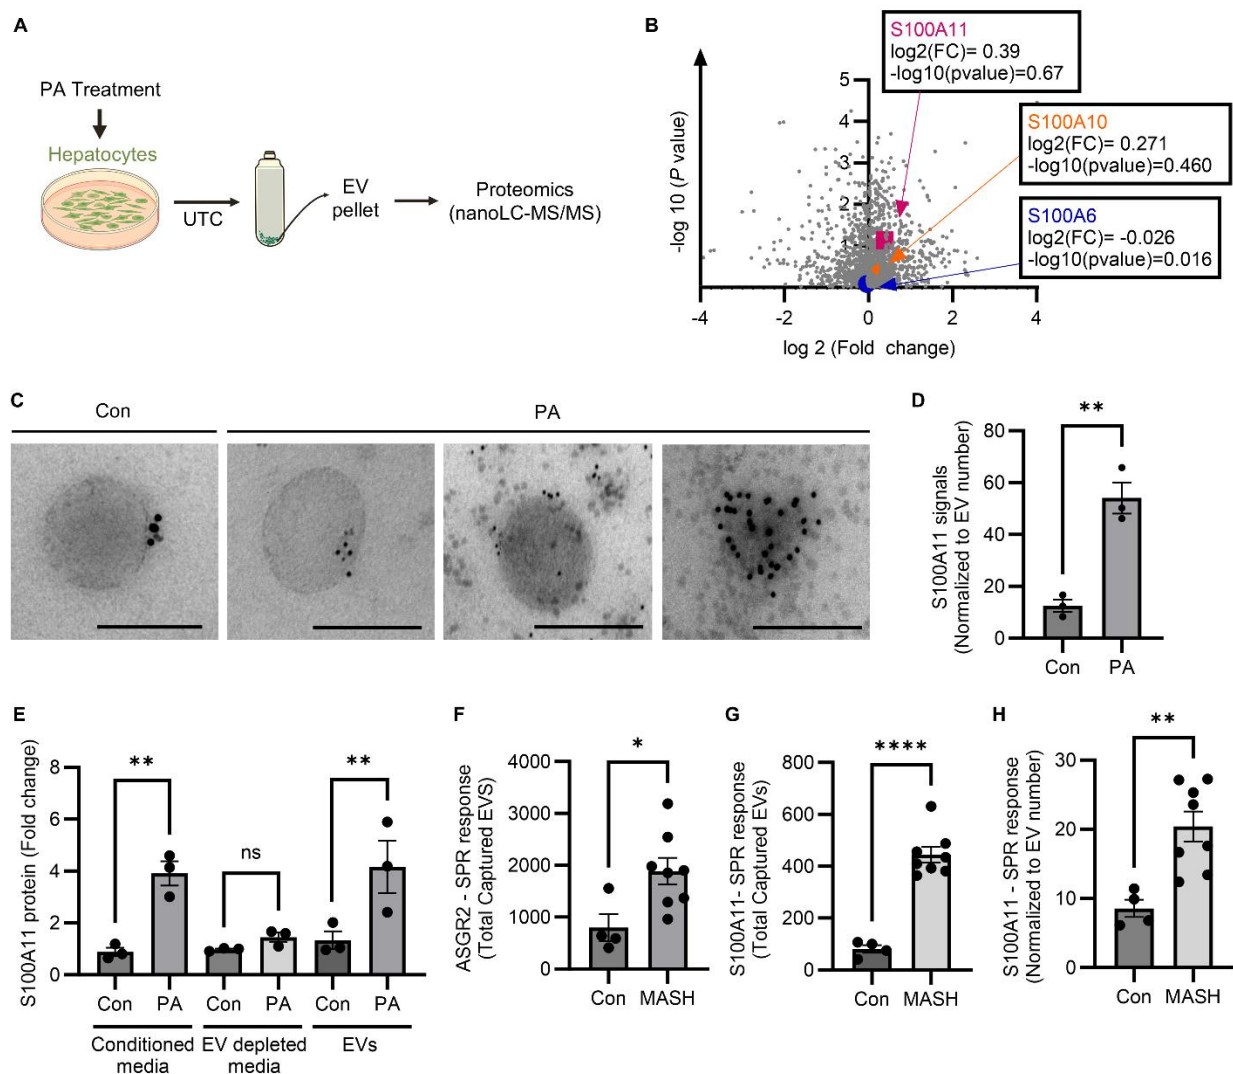 A
PA Treatment
Hepatocytes
UTC
EV
pellet
Proteomics
(nanoLC-MS/MS)
B
S100A11
log2(FC)= 0.39
-log10(pvalue)=0.67
S100A10
log2(FC)= 0.271
-log10(pvalue)=0.460
S100A6
log2(FC)= -0.026
-log10(pvalue)=0.016
-log 10 (P value)
5
4
3
2
1
-4
-2
0
2
4
log 2 (Fold change)
C
Con
PA
D
**
S100A11 signals
(Normalized to EV number)
80
60
40
20
0
Con
PA
E
S100A11 protein (Fold change)
8
6
4
2
0
**
ns
**
Con
PA
Con
PA
Con
PA
Conditioned
media
EV depleted
media
EVs
F
*
ASGR2 - SPR response
(Total Captured EVS)
4000
3000
2000
1000
0
Con
MASH
G
****
S100A11- SPR response
(Total Captured EVs)
800
600
400
200
0
Con
MASH
H
**
S100A11 - SPR response
(Normalized to EV number)
30
20
10
0
Con
MASH